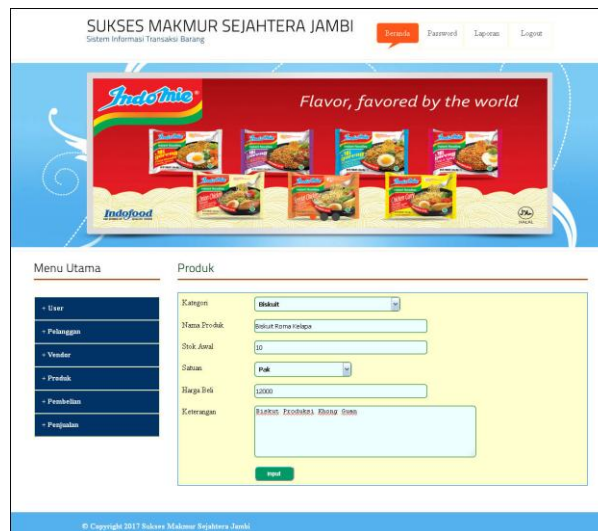 SUKSES MAKMUR SEJAHTERA JAMBI
Sistem Informasi Transaksi Barang
Beranda Password Laporan Logout
Indomie
Flavor, favored by the world
Indofood
Menu Utama
+ User
+ Pelanggan
+ Vendor
+ Produk
+ Pembelian
+ Penjualan
Produk
Kategori Biskuit
Nama Produk Biskuit Roma Kelapa
Stok Awal 10
Satuan Pak
Harga Beli 12000
Keterangan Biskut Produksi Khong Guan
Input
© Copyright 2017 Sukses Makmur Sejahtera Jambi